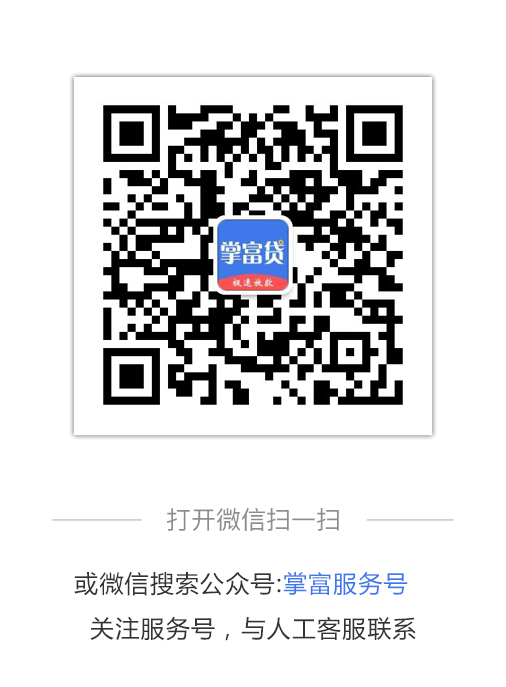 掌富贷
极速放款
打开微信扫一扫
或微信搜索公众号:掌富服务号
关注服务号，与人工客服联系